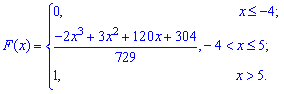 F(x) = { 0, x ≤ -4;
(-2x³ + 3x² + 120x + 304)/729, -4 < x ≤ 5;
1, x > 5.